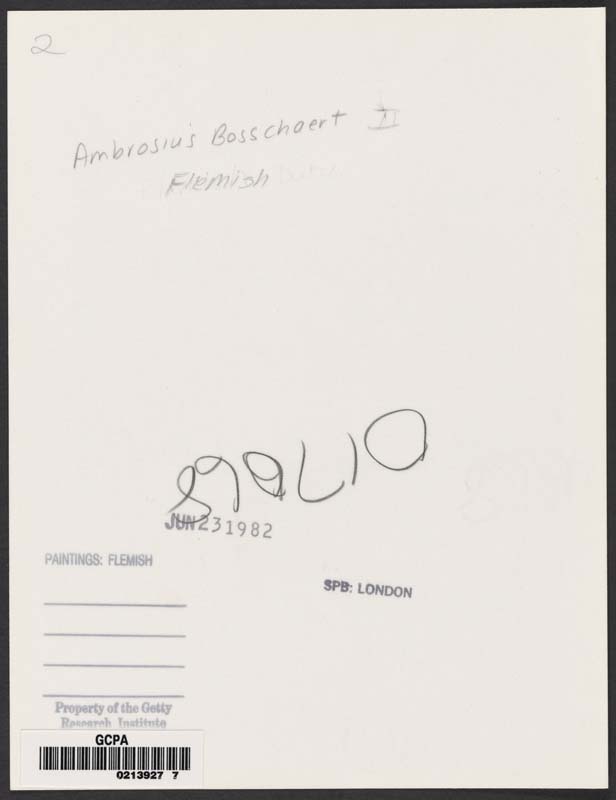 2
Ambrosius Bosschaert II
Flemish
JUN 23 1982
PAINTINGS: FLEMISH
SPB: LONDON
Property of the Getty
Research Institute
GCPA
0213927 7